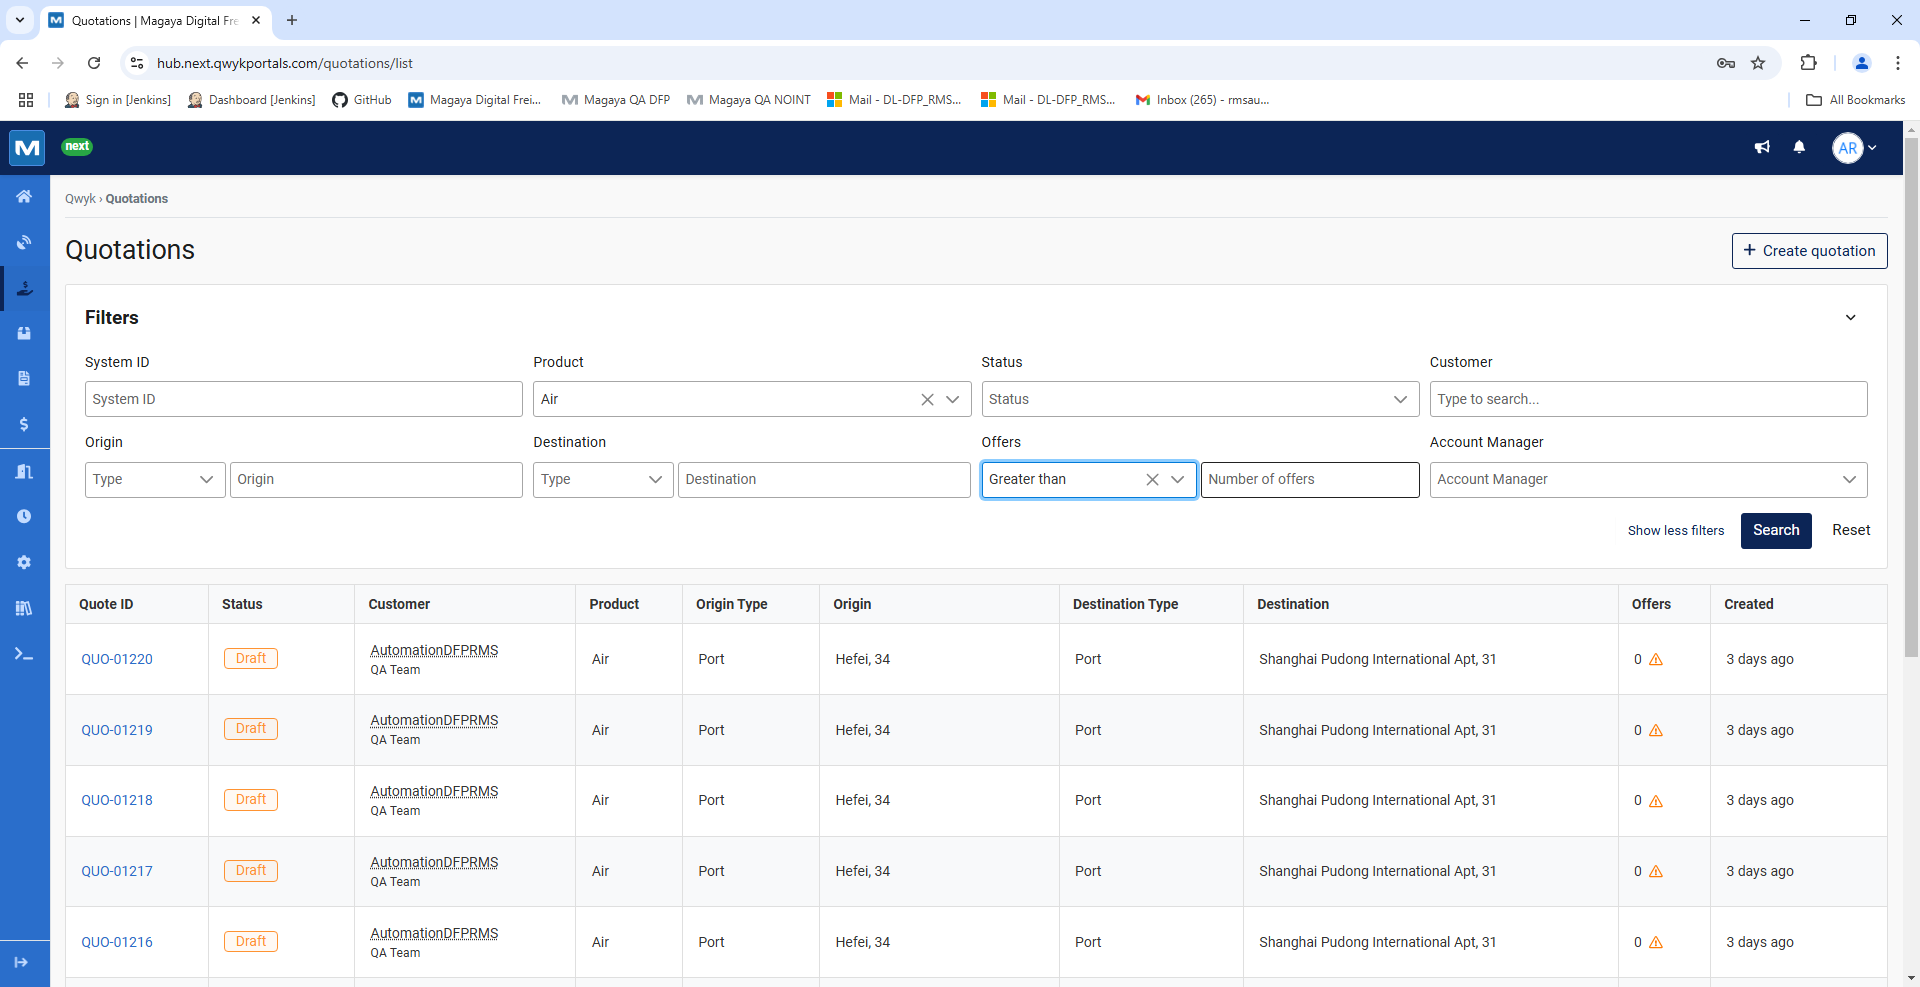 Quotations | Magaya Digital Fre
hub.next.qwykportals.com/quotations/list
Sign in [Jenkins]
Dashboard [Jenkins]
GitHub
Magaya Digital Frei...
Magaya QA DFP
Magaya QA NOINT
Mail - DL-DFP_RMS...
Mail - DL-DFP_RMS...
Inbox (265) - rmsau...
All Bookmarks
next
AR
Qwyk › Quotations
Quotations
+ Create quotation
Filters
System ID
Product
Status
Customer
System ID
Air
Status
Type to search...
Origin
Destination
Offers
Account Manager
Type
Origin
Type
Destination
Greater than
Number of offers
Account Manager
Show less filters
Search
Reset
Quote ID Status Customer Product Origin Type Origin Destination Type Destination Offers Created
QUO-01220 Draft AutomationDFPRMS Air Port Hefei, 34 Port Shanghai Pudong International Apt, 31 0 3 days ago
QA Team
QUO-01219 Draft AutomationDFPRMS Air Port Hefei, 34 Port Shanghai Pudong International Apt, 31 0 3 days ago
QA Team
QUO-01218 Draft AutomationDFPRMS Air Port Hefei, 34 Port Shanghai Pudong International Apt, 31 0 3 days ago
QA Team
QUO-01217 Draft AutomationDFPRMS Air Port Hefei, 34 Port Shanghai Pudong International Apt, 31 0 3 days ago
QA Team
QUO-01216 Draft AutomationDFPRMS Air Port Hefei, 34 Port Shanghai Pudong International Apt, 31 0 3 days ago
QA Team